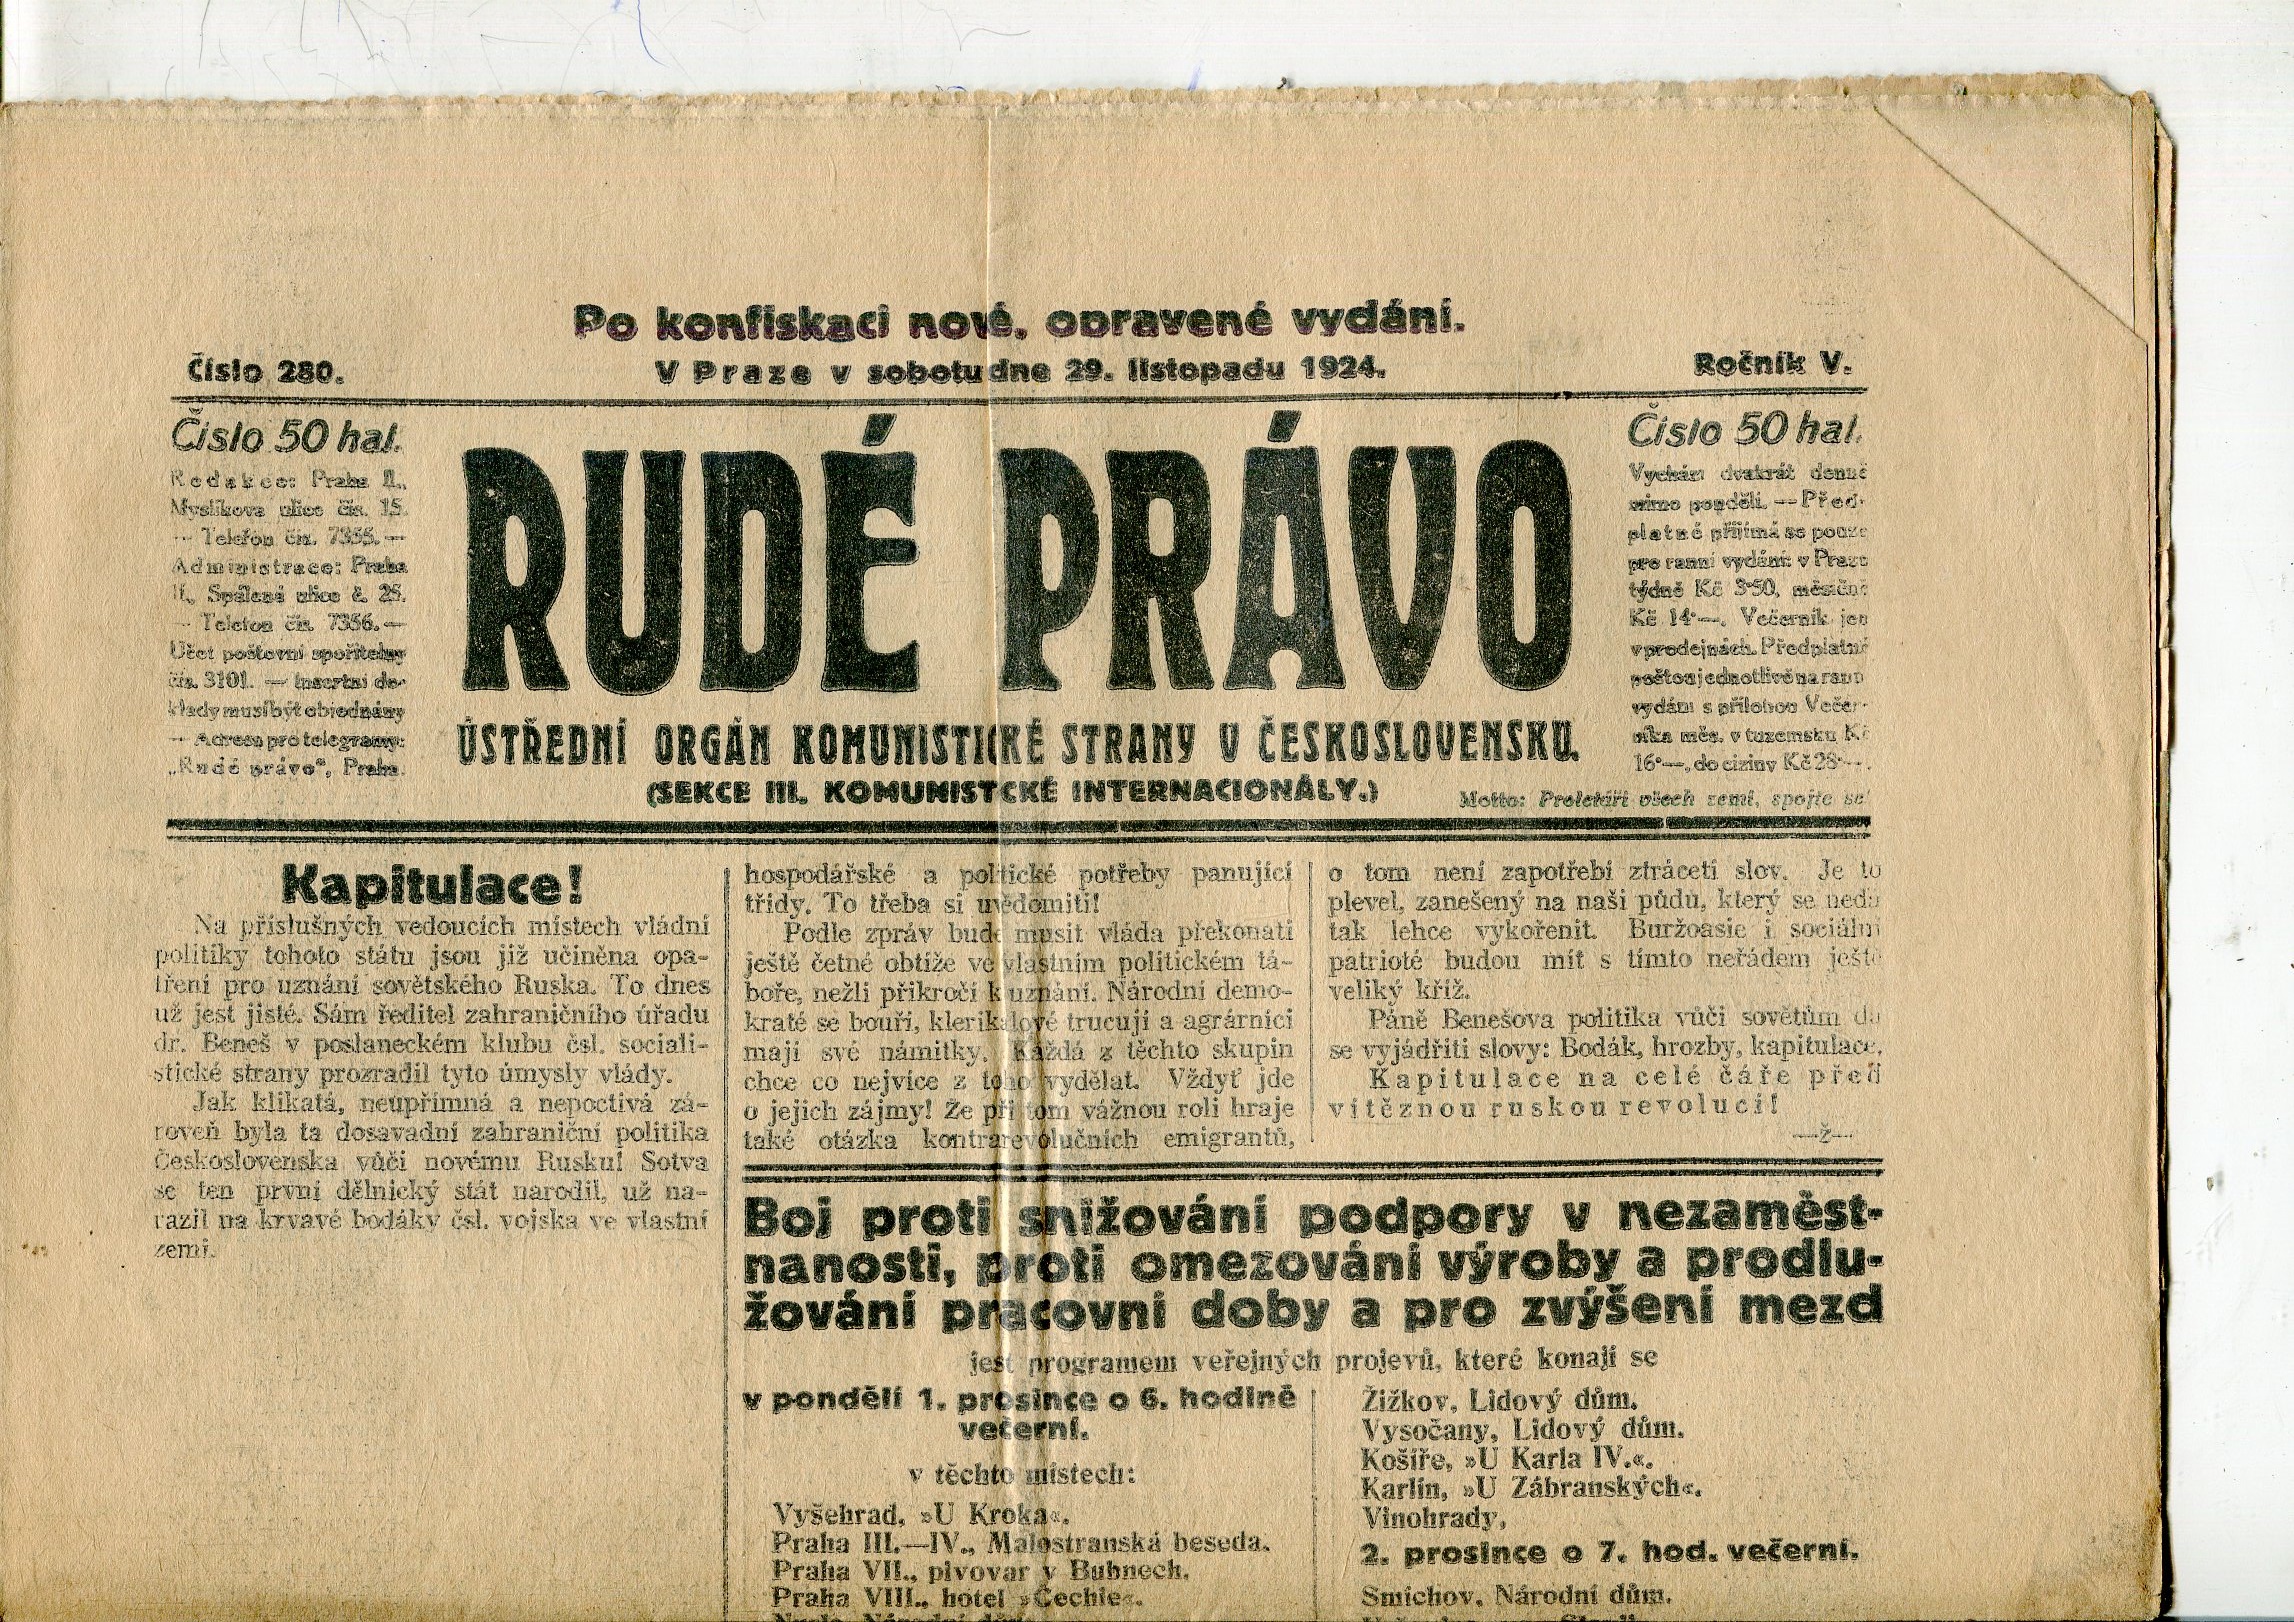 Po konfiskaci nové, opravené vydání.
Číslo 280.
V Praze v sobotu dne 29. listopadu 1924.
Ročník V.
Číslo 50 hal.
Redakce: Praha II.,
Myslíkova ulice čís. 15.
— Telefon čís. 7355. —
Administrace: Praha
II., Spálená ulice č. 25.
— Telefon čís. 7356. —
Účet poštovní spořitelny
čís. 3101. — Insertní do-
klady musí být objednány
— Adresa pro telegramy:
„Rudé právo“, Praha.
RUDÉ PRÁVO
ÚSTŘEDNÍ ORGÁN KOMUNISTICKÉ STRANY V ČESKOSLOVENSKU.
(SEKCE III. KOMUNISTCKÉ INTERNACIONÁLY.)
Číslo 50 hal.
Vychází dvakrát denně
mimo pondělí. — Před-
platné přijímá se pouze
pro ranní vydání: v Praze
týdně Kč 3·50, měsíčně
Kč 14·—. Večerník jen
v prodejnách. Předplatné
poštou jednotlivě na ranní
vydání s přílohou Večer-
níka měs. v tuzemsku Kč
16·—, do ciziny Kč 28·—.
Motto: Proletáři všech zemí, spojte se!
Kapitulace!
Na příslušných vedoucích místech vládní
politiky tohoto státu jsou již učiněna opa-
tření pro uznání sovětského Ruska. To dnes
už jest jisté. Sám ředitel zahraničního úřadu
dr. Beneš v poslaneckém klubu čsl. sociali-
stické strany prozradil tyto úmysly vlády.
Jak klikatá, neupřímná a nepoctivá zá-
roveň byla ta dosavadní zahraniční politika
Československa vůči novému Rusku! Sotva
se ten první dělnický stát narodil, už na-
razil na krvavé bodáky čsl. vojska ve vlastní
zemi.
hospodářské a politické potřeby panující
třídy. To třeba si uvědomiti!
Podle zpráv bude musit vláda překonati
ještě četné obtíže ve vlastním politickém tá-
boře, nežli přikročí k uznání. Národní demo-
kraté se bouří, klerikalové trucují a agrárníci
mají své námitky. Každá z těchto skupin
chce co nejvíce z toho vydělat. Vždyť jde
o jejich zájmy! Že při tom vážnou roli hraje
také otázka kontrarevolučních emigrantů,
o tom není zapotřebí ztráceti slov. Je to
plevel, zanešený na naši půdu, který se nedá
tak lehce vykořenit. Buržoasie i sociální
patrioté budou mít s tímto neřádem ještě
veliký kříž.
Páně Benešova politika vůči sovětům dá
se vyjádřiti slovy: Bodák, hrozby, kapitulace.
Kapitulace na celé čáře před
vítěznou ruskou revolucí!
—ž—
Boj proti snižování podpory v nezaměst-
nanosti, proti omezování výroby a prodlu-
žování pracovní doby a pro zvýšení mezd
jest programem veřejných projevů, které konají se
v pondělí 1. prosince o 6. hodině
večerní.
v těchto místech:
Vyšehrad, »U Kroka«.
Praha III.—IV., Malostranská beseda.
Praha VII., pivovar v Bubnech.
Praha VIII., hotel »Čechie«.
Žižkov, Lidový dům.
Vysočany, Lidový dům.
Košíře, »U Karla IV.«.
Karlín, »U Zábranských«.
Vinohrady,
2. prosince o 7. hod. večerní.
Smíchov, Národní dům.